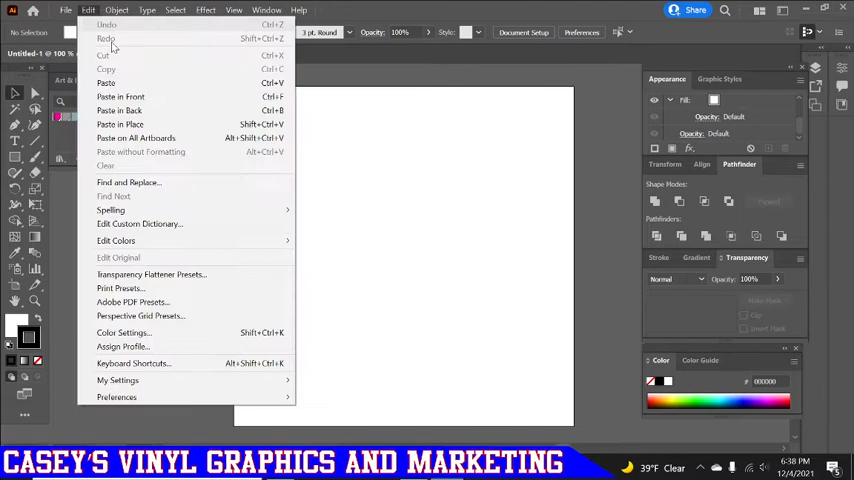 Ai File Edit Object Type Select Effect View Window Help Share
No Selection 3 pt. Round Opacity: 100% Style: Document Setup Preferences
Untitled-1 @ 100 %
Undo Ctrl+Z
Redo Shift+Ctrl+Z
Cut Ctrl+X
Copy Ctrl+C
Paste Ctrl+V
Paste in Front Ctrl+F
Paste in Back Ctrl+B
Paste in Place Shift+Ctrl+V
Paste on All Artboards Alt+Shift+Ctrl+V
Paste without Formatting Alt+Ctrl+V
Clear
Find and Replace...
Find Next
Spelling
Edit Custom Dictionary...
Edit Colors
Edit Original
Transparency Flattener Presets...
Print Presets...
Adobe PDF Presets...
Perspective Grid Presets...
Color Settings... Shift+Ctrl+K
Assign Profile...
Keyboard Shortcuts... Alt+Shift+Ctrl+K
My Settings
Preferences
Art &
Appearance Graphic Styles
Fill:
Opacity: Default
Opacity: Default
fx
Transform Align Pathfinder
Shape Modes:
Expand
Pathfinders:
Stroke Gradient Transparency
Normal Opacity: 100%
Make Mask
Clip
Invert Mask
Color Color Guide
# 000000
CASEY'S VINYL GRAPHICS AND MARKETING
39°F Clear
6:38 PM
12/4/2021
5